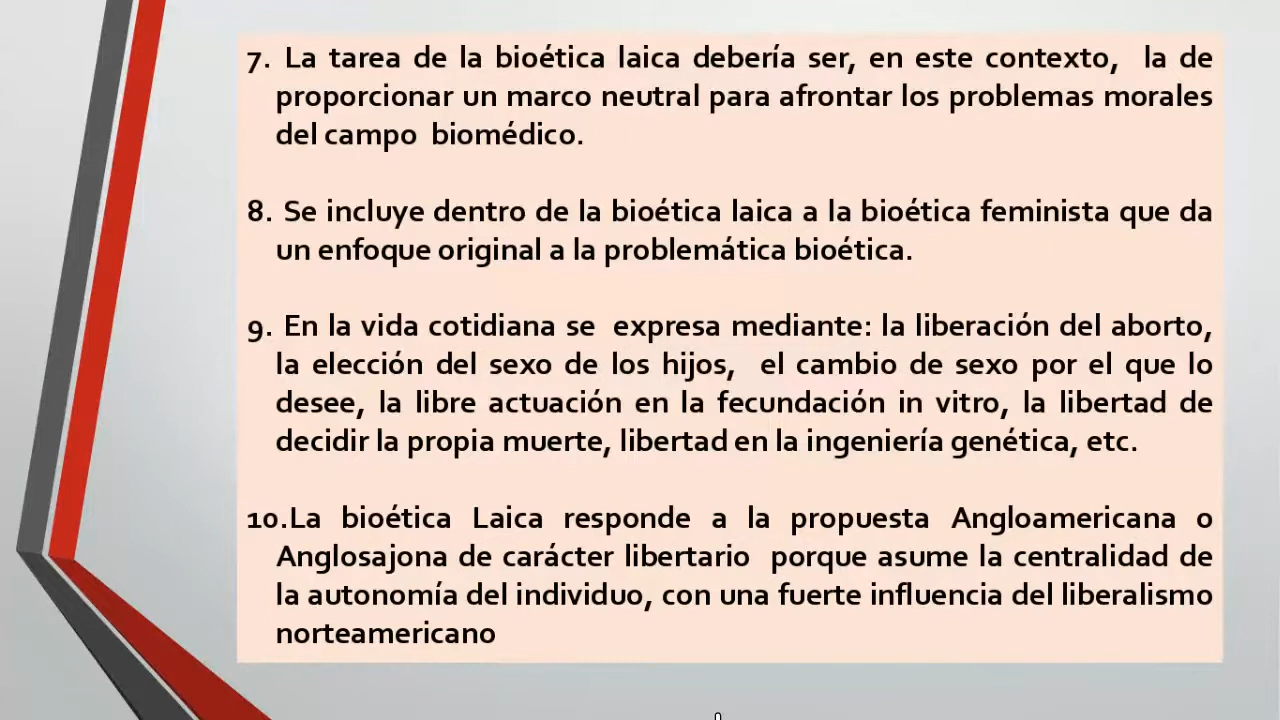 7. La tarea de la bioética laica debería ser, en este contexto, la de
proporcionar un marco neutral para afrontar los problemas morales
del campo biomédico.
8. Se incluye dentro de la bioética laica a la bioética feminista que da
un enfoque original a la problemática bioética.
9. En la vida cotidiana se expresa mediante: la liberación del aborto,
la elección del sexo de los hijos, el cambio de sexo por el que lo
desee, la libre actuación en la fecundación in vitro, la libertad de
decidir la propia muerte, libertad en la ingeniería genética, etc.
10.La bioética Laica responde a la propuesta Angloamericana o
Anglosajona de carácter libertario porque asume la centralidad de
la autonomía del individuo, con una fuerte influencia del liberalismo
norteamericano